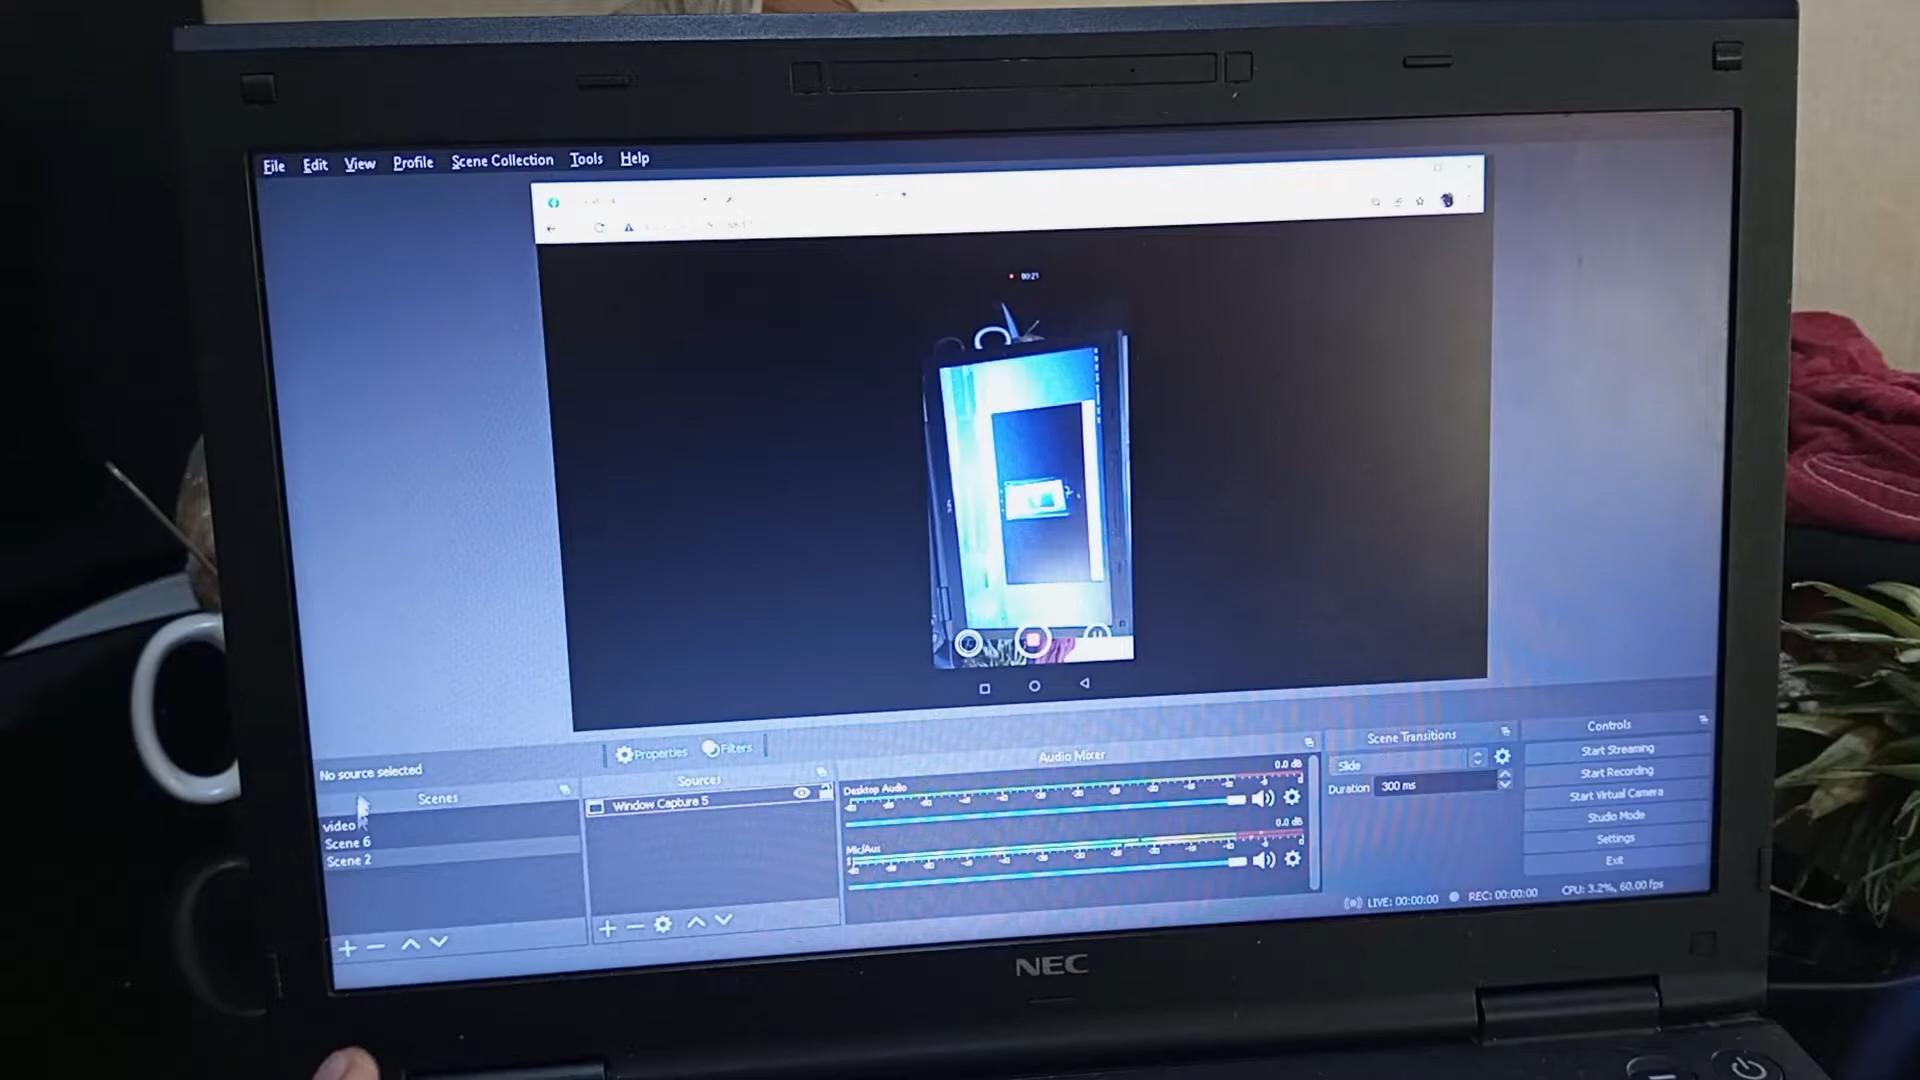 File Edit View Profile Scene Collection Tools Help
00:21
Properties Filters
No source selected
Scenes
video
Scene 6
Scene 2
Sources
Window Capture 5
Audio Mixer
Desktop Audio 0.0 dB
Mic/Aux 0.0 dB
Scene Transitions
Slide
Duration 300 ms
Controls
Start Streaming
Start Recording
Start Virtual Camera
Studio Mode
Settings
Exit
LIVE: 00:00:00 REC: 00:00:00 CPU: 3.2%, 60.00 fps
NEC